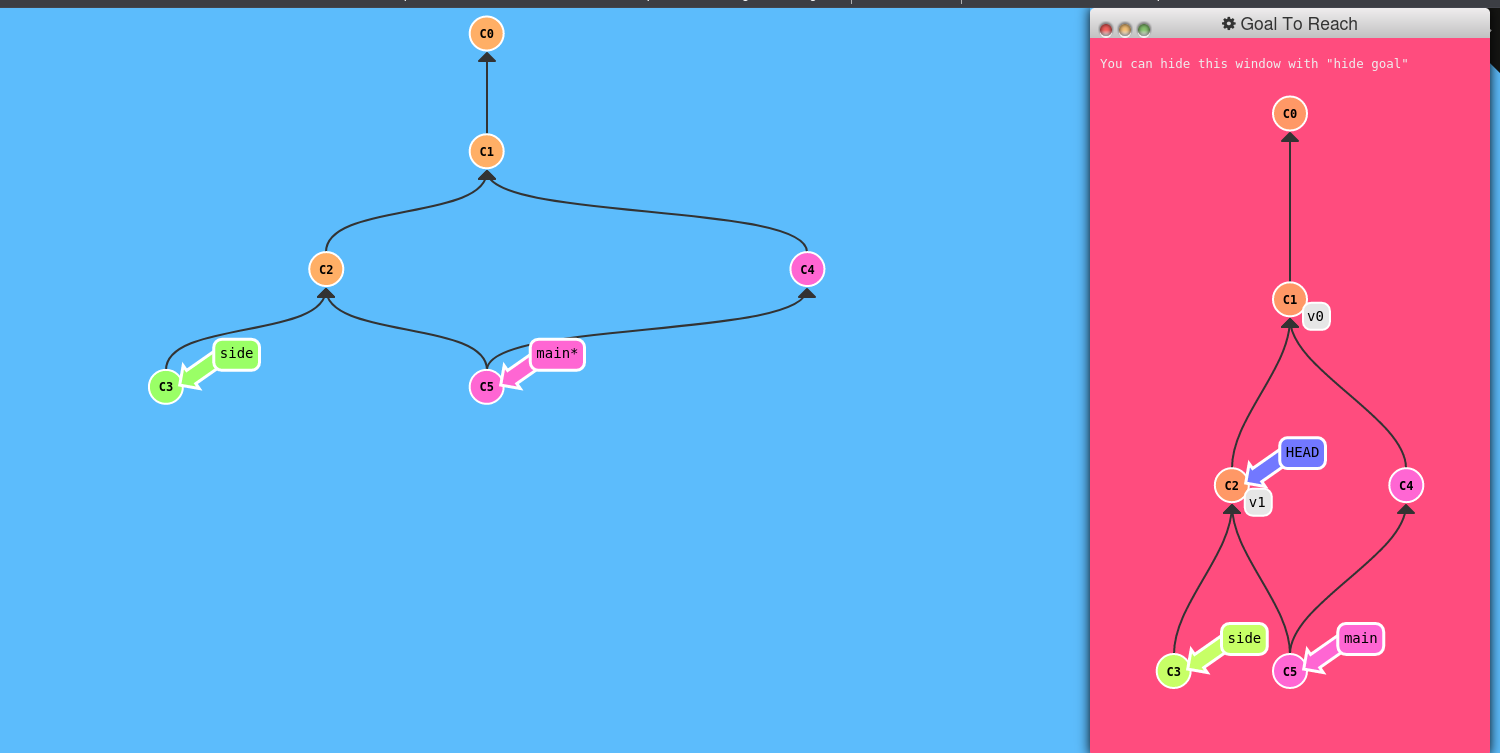 C0
C1
C2
C4
side
main*
C3
C5
Goal To Reach
You can hide this window with "hide goal"
C0
C1
v0
HEAD
C2
C4
v1
side
main
C3
C5